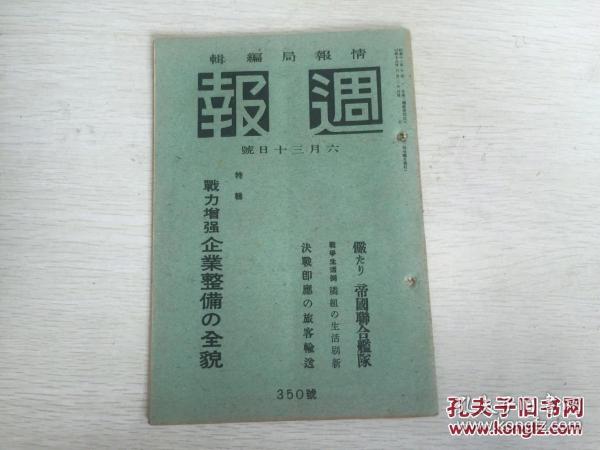 情報局編輯
週報
六月三十日號
儼たり 帝國聯合艦隊
戰爭生活例 隣組の生活刷新
決戰即應の旅客輸送
特輯
戰力增强 企業整備の全貌
350號
孔夫子旧书网
www.kongfz.com